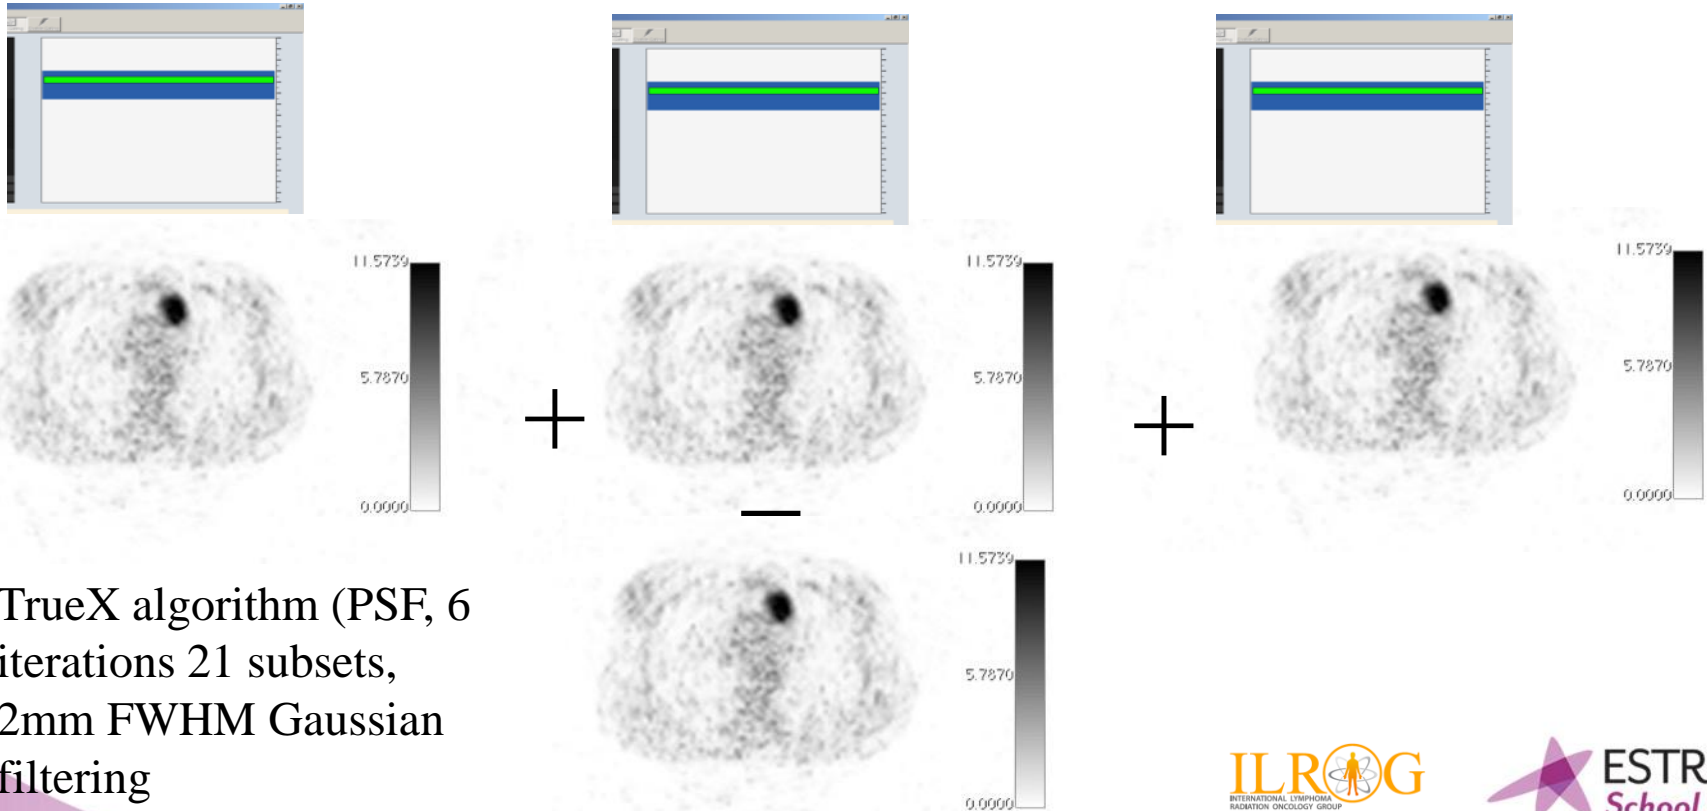 11.5739
5.7870
0.0000
+
11.5739
5.7870
0.0000
+
11.5739
5.7870
0.0000
—
11.5739
5.7870
0.0000
TrueX algorithm (PSF, 6
iterations 21 subsets,
2mm FWHM Gaussian
filtering
ILROG
INTERNATIONAL LYMPHOMA
RADIATION ONCOLOGY GROUP
ESTR
School